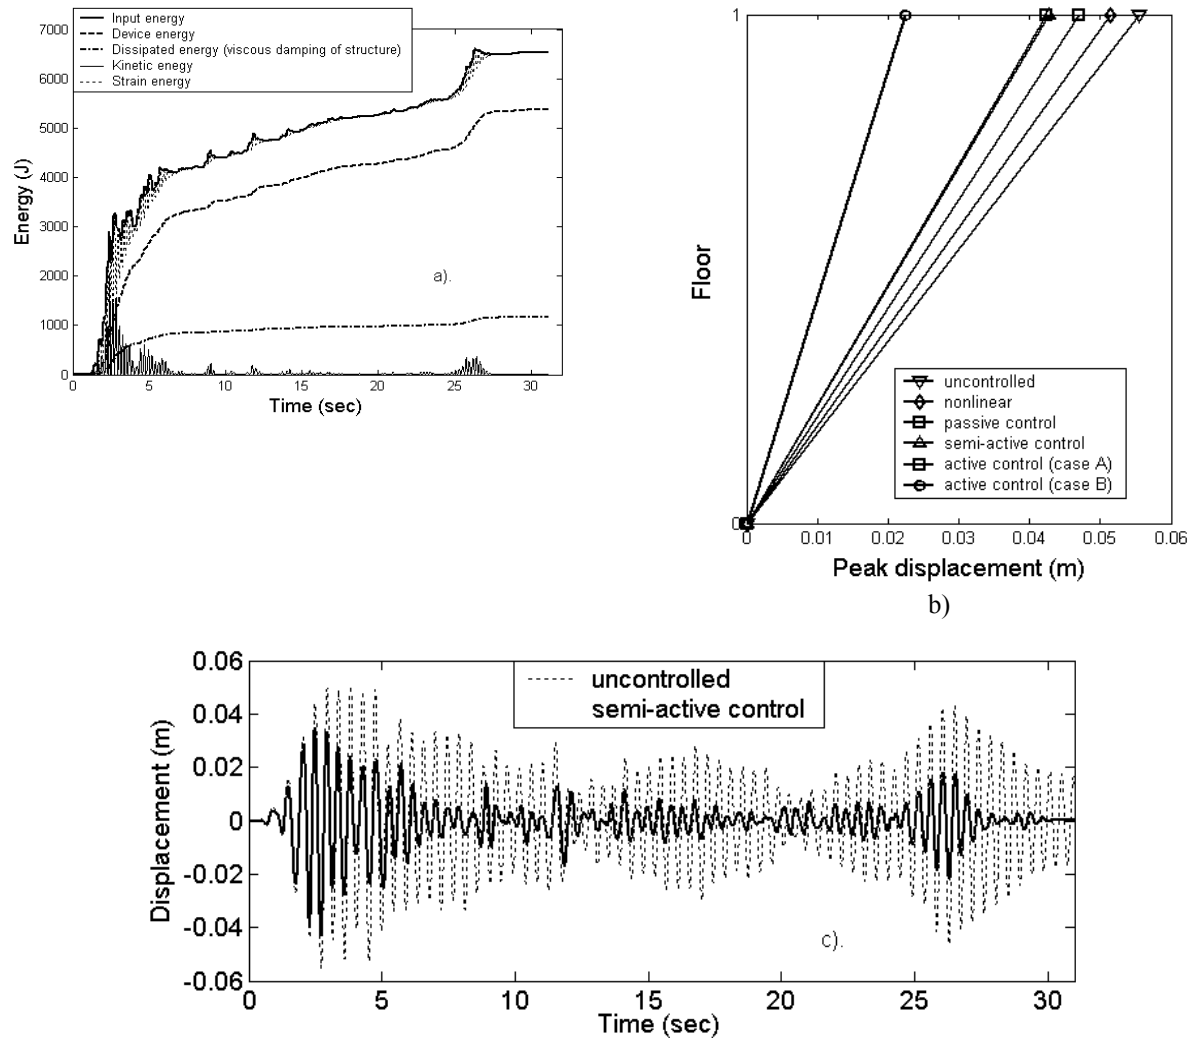 7000
6000
5000
4000
3000
2000
1000
0
Energy (J)
Input energy
Device energy
Dissipated energy (viscous damping of structure)
Kinetic energy
Strain energy
a).
0 5 10 15 20 25 30
Time (sec)
1
0
Floor
uncontrolled
nonlinear
passive control
semi-active control
active control (case A)
active control (case B)
0 0.01 0.02 0.03 0.04 0.05 0.06
Peak displacement (m)
b)
0.06
0.04
0.02
0
-0.02
-0.04
-0.06
Displacement (m)
uncontrolled
semi-active control
c).
0 5 10 15 20 25 30
Time (sec)